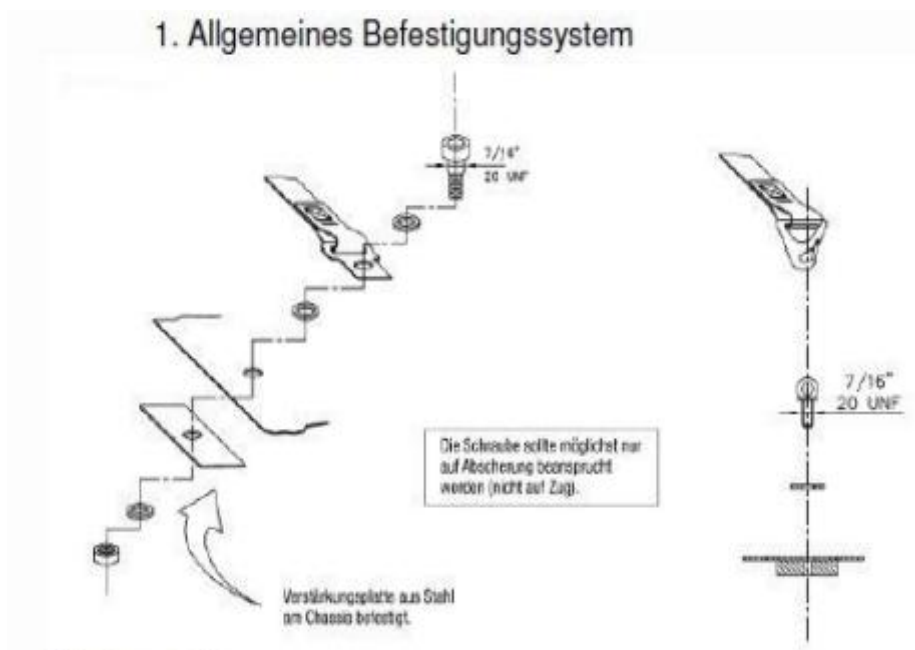 1. Allgemeines Befestigungssystem
7/16"
20 UNF
7/16"
20 UNF
Die Schraube sollte möglichst nur
auf Abscherung beansprucht
werden (nicht auf Zug).
Verstärkungsplatte aus Stahl
am Chassis befestigt.